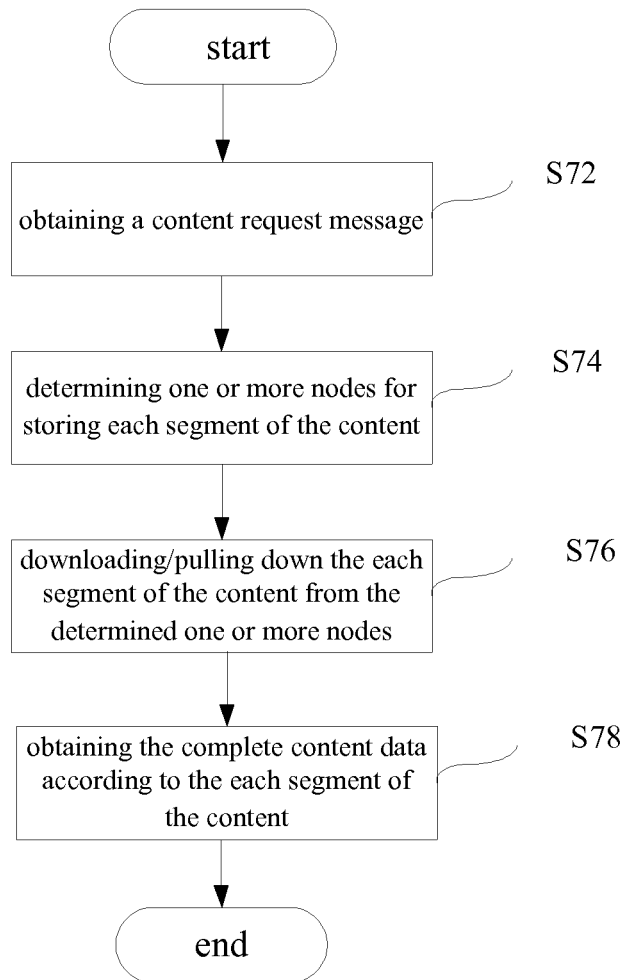 start
obtaining a content request message
S72
determining one or more nodes for
storing each segment of the content
S74
downloading/pulling down the each
segment of the content from the
determined one or more nodes
S76
obtaining the complete content data
according to the each segment of
the content
S78
end